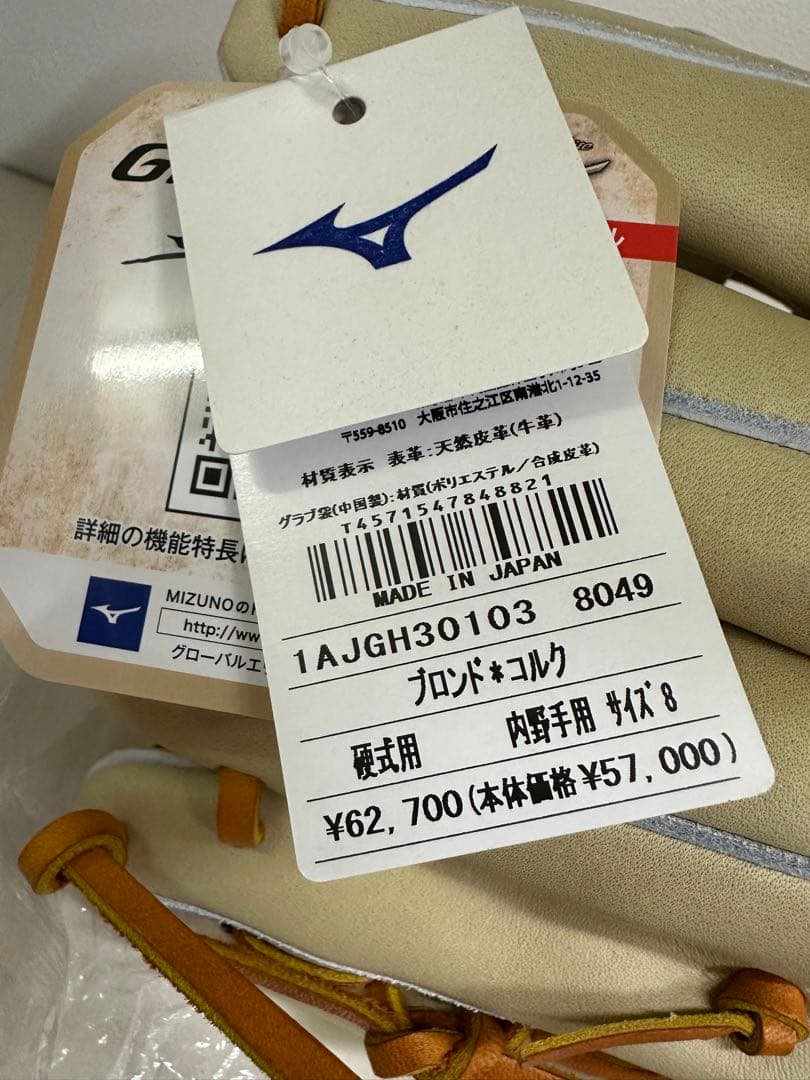 〒559-8510 大阪市住之江区南港北1-12-35
材質表示 表革:天然皮革(牛革)
グラブ袋(中国製):材質(ポリエステル/合成皮革)
T4571547848821
MADE IN JAPAN
1AJGH30103 8049
ブロンド*コルク
硬式用 内野手用 サイズ8
¥62,700(本体価格¥57,000)
詳細の機能特長
MIZUNOの
http://ww
グローバルエ